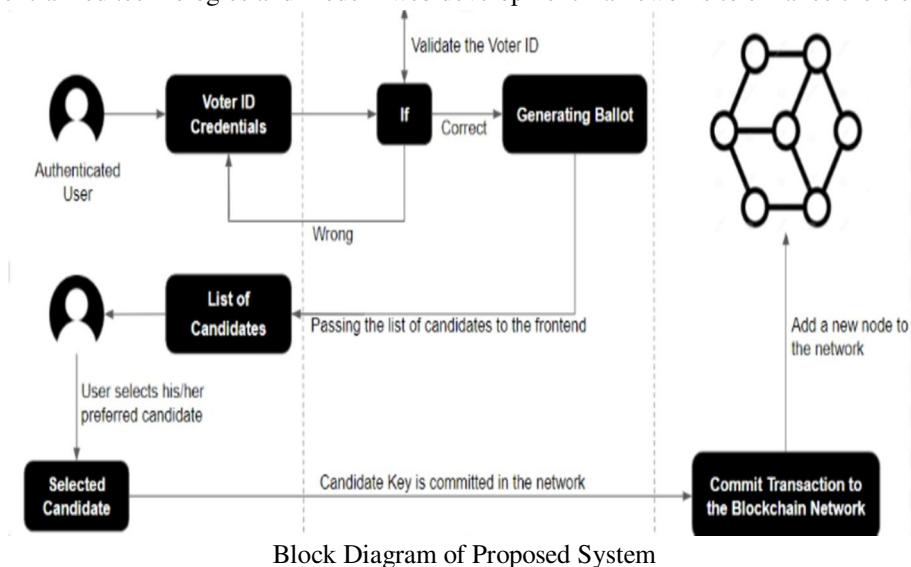 Validate the Voter ID
Voter ID
Credentials
If
Correct
Generating Ballot
Authenticated
User
Wrong
List of
Candidates
Passing the list of candidates to the frontend
Add a new node to
the network
User selects his/her
preferred candidate
Selected
Candidate
Candidate Key is committed in the network
Commit Transaction to
the Blockchain Network
Block Diagram of Proposed System